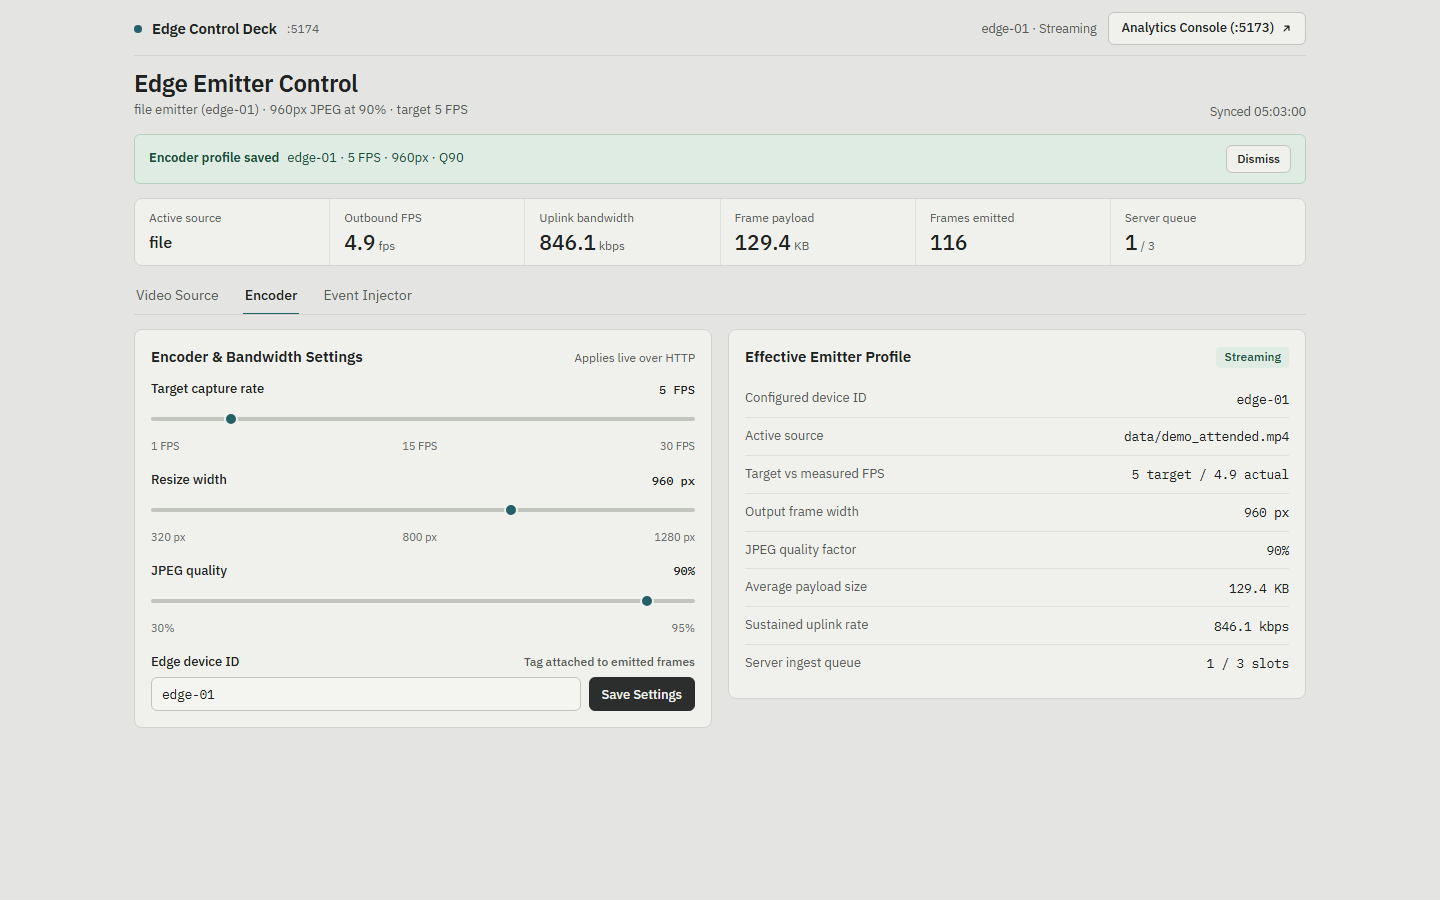 Edge Control Deck :5174
edge-01 · Streaming
Analytics Console (:5173) ↗
Edge Emitter Control
file emitter (edge-01) · 960px JPEG at 90% · target 5 FPS
Synced 05:03:00
Encoder profile saved edge-01 · 5 FPS · 960px · Q90
Dismiss
Active source
file
Outbound FPS
4.9 fps
Uplink bandwidth
846.1 kbps
Frame payload
129.4 KB
Frames emitted
116
Server queue
1 / 3
Video Source
Encoder
Event Injector
Encoder & Bandwidth Settings
Applies live over HTTP
Target capture rate
5 FPS
1 FPS
15 FPS
30 FPS
Resize width
960 px
320 px
800 px
1280 px
JPEG quality
90%
30%
95%
Edge device ID
Tag attached to emitted frames
edge-01
Save Settings
Effective Emitter Profile
Streaming
Configured device ID
edge-01
Active source
data/demo_attended.mp4
Target vs measured FPS
5 target / 4.9 actual
Output frame width
960 px
JPEG quality factor
90%
Average payload size
129.4 KB
Sustained uplink rate
846.1 kbps
Server ingest queue
1 / 3 slots